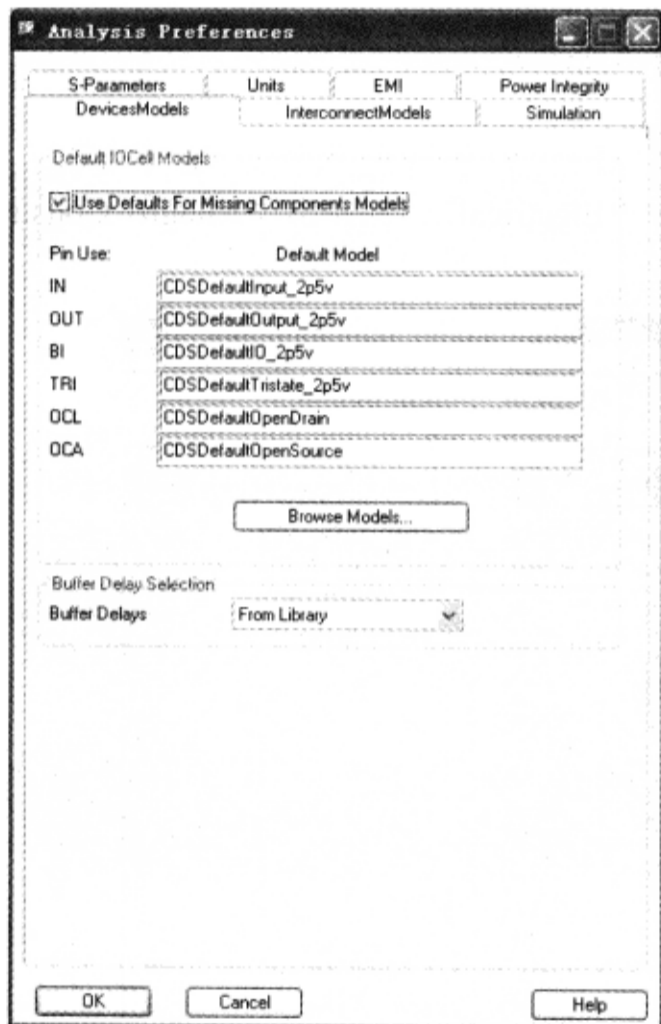 Analysis Preferences
S-Parameters Units EMI Power Integrity
DevicesModels InterconnectModels Simulation
Default IOCell Models
Use Defaults For Missing Components Models
Pin Use: Default Model
IN CDSDefaultInput_2p5v
OUT CDSDefaultOutput_2p5v
BI CDSDefaultIO_2p5v
TRI CDSDefaultTristate_2p5v
OCL CDSDefaultOpenDrain
OCA CDSDefaultOpenSource
Browse Models...
Buffer Delay Selection
Buffer Delays From Library
OK Cancel Help